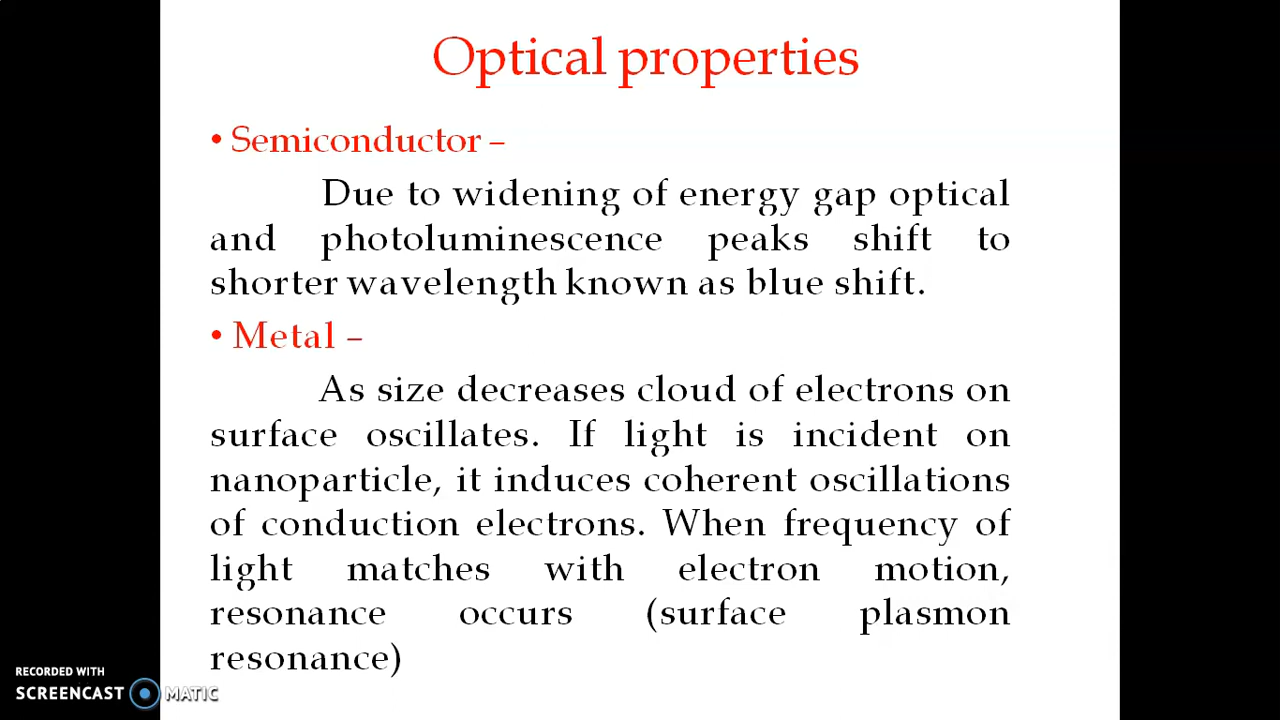 Optical properties
• Semiconductor –
Due to widening of energy gap optical
and photoluminescence peaks shift to
shorter wavelength known as blue shift.
• Metal –
As size decreases cloud of electrons on
surface oscillates. If light is incident on
nanoparticle, it induces coherent oscillations
of conduction electrons. When frequency of
light matches with electron motion,
resonance occurs (surface plasmon
resonance)
RECORDED WITH
SCREENCAST MATIC